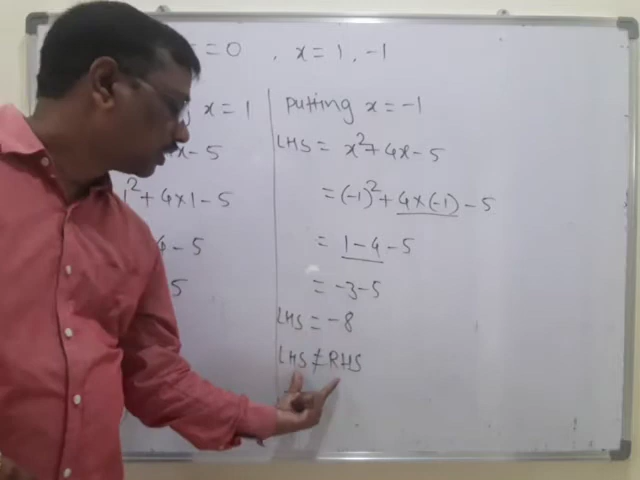 = 0 , x = 1 , -1
x = 1
x - 5
1² + 4 x 1 - 5
- 5
5
putting x = -1
LHS = x² + 4x - 5
= (-1)² + 4 x (-1) - 5
= 1 - 4 - 5
= -3 - 5
LHS = -8
LHS ≠ RHS